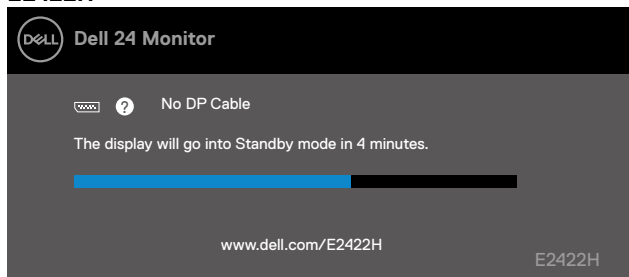 DELL
Dell 24 Monitor
? No DP Cable
The display will go into Standby mode in 4 minutes.
www.dell.com/E2422H
E2422H